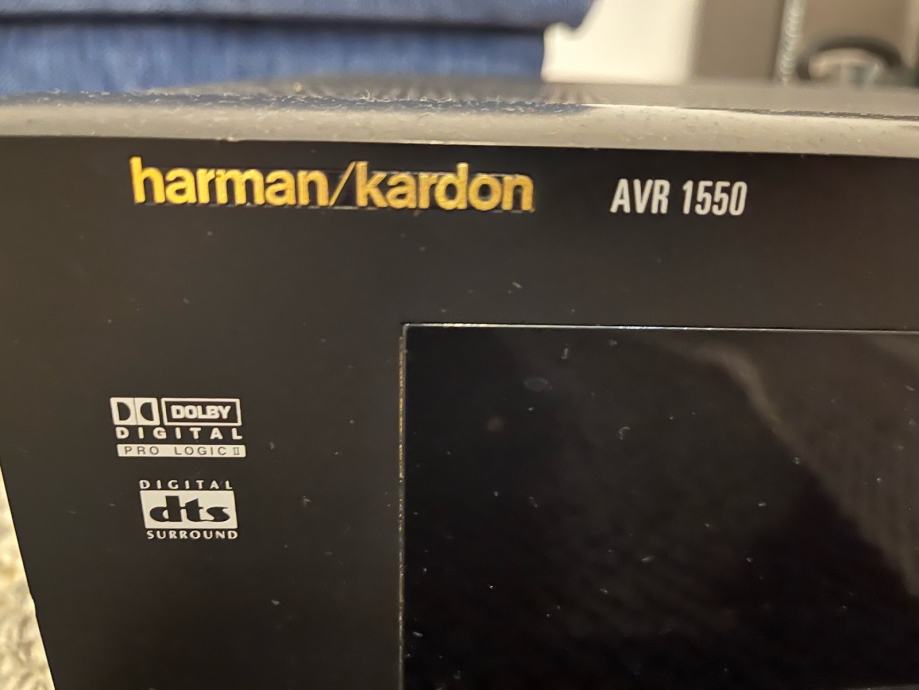 harman/kardon AVR 1550
DOLBY
DIGITAL
PRO LOGIC II
DIGITAL
dts
SURROUND